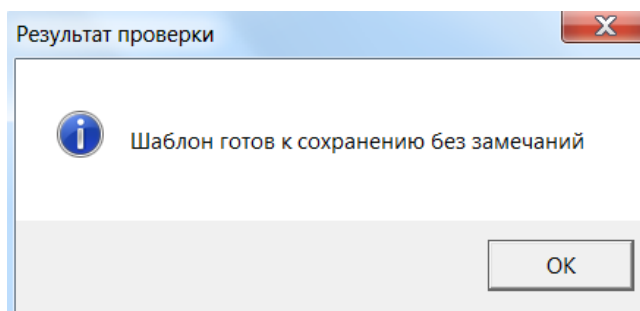 Результат проверки
Шаблон готов к сохранению без замечаний
OK